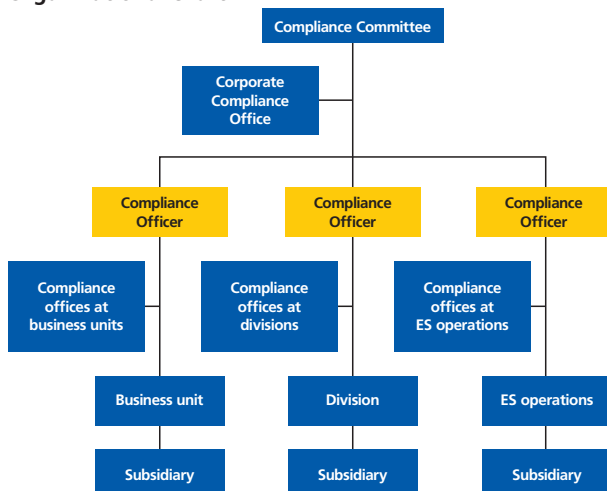 Compliance Committee
Corporate
Compliance
Office
Compliance
Officer
Compliance
Officer
Compliance
Officer
Compliance
offices at
business units
Compliance
offices at
divisions
Compliance
offices at
ES operations
Business unit
Division
ES operations
Subsidiary
Subsidiary
Subsidiary